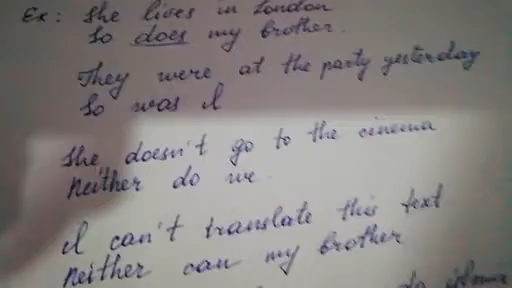 Ex: She lives in London
So does my brother.
They were at the party yesterday
So was I
She doesn't go to the cinema
Neither do we.
I can't translate this text
Neither can my brother
do